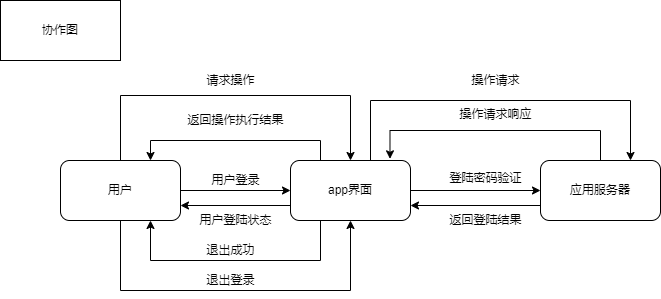 协作图
请求操作
操作请求
返回操作执行结果
操作请求响应
用户
用户登录
app界面
登陆密码验证
应用服务器
用户登陆状态
返回登陆结果
退出成功
退出登录